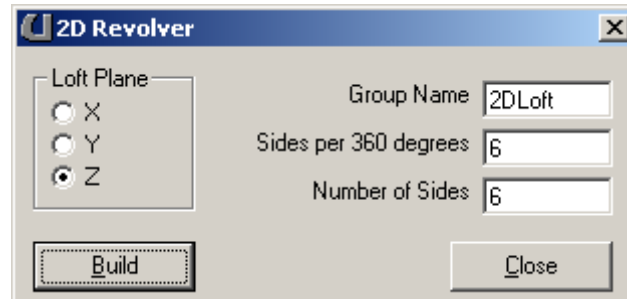 2D Revolver
Loft Plane
X
Y
Z
Group Name 2DLoft
Sides per 360 degrees 6
Number of Sides 6
Build
Close